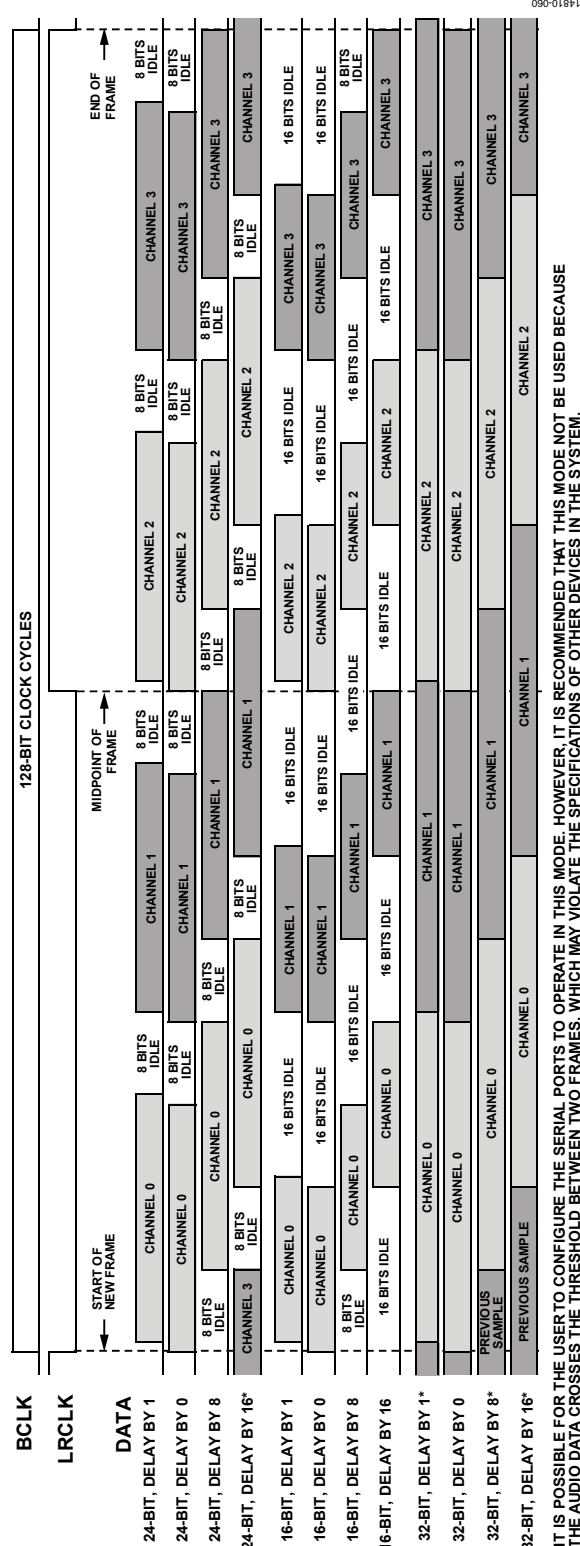 BCLK
128-BIT CLOCK CYCLES
LRCLK
START OF
NEW FRAME
MIDPOINT OF
FRAME
END OF
FRAME
DATA
24-BIT, DELAY BY 1
CHANNEL 0
8 BITS
IDLE
CHANNEL 1
8 BITS
IDLE
CHANNEL 2
8 BITS
IDLE
CHANNEL 3
8 BITS
IDLE
24-BIT, DELAY BY 0
CHANNEL 0
8 BITS
IDLE
CHANNEL 1
8 BITS
IDLE
CHANNEL 2
8 BITS
IDLE
CHANNEL 3
8 BITS
IDLE
24-BIT, DELAY BY 8
8 BITS
IDLE
CHANNEL 0
8 BITS
IDLE
CHANNEL 1
8 BITS
IDLE
CHANNEL 2
8 BITS
IDLE
CHANNEL 3
24-BIT, DELAY BY 16*
CHANNEL 3
8 BITS
IDLE
CHANNEL 0
8 BITS
IDLE
CHANNEL 1
8 BITS
IDLE
CHANNEL 2
8 BITS
IDLE
CHANNEL 3
16-BIT, DELAY BY 1
CHANNEL 0
16 BITS IDLE
CHANNEL 1
16 BITS IDLE
CHANNEL 2
16 BITS IDLE
CHANNEL 3
16 BITS IDLE
16-BIT, DELAY BY 0
CHANNEL 0
16 BITS IDLE
CHANNEL 1
16 BITS IDLE
CHANNEL 2
16 BITS IDLE
CHANNEL 3
16 BITS IDLE
16-BIT, DELAY BY 8
8 BITS
IDLE
CHANNEL 0
16 BITS IDLE
CHANNEL 1
16 BITS IDLE
CHANNEL 2
16 BITS IDLE
CHANNEL 3
8 BITS
IDLE
16-BIT, DELAY BY 16
16 BITS IDLE
CHANNEL 0
16 BITS IDLE
CHANNEL 1
16 BITS IDLE
CHANNEL 2
16 BITS IDLE
CHANNEL 3
32-BIT, DELAY BY 1*
CHANNEL 0
CHANNEL 1
CHANNEL 2
CHANNEL 3
32-BIT, DELAY BY 0
CHANNEL 0
CHANNEL 1
CHANNEL 2
CHANNEL 3
32-BIT, DELAY BY 8*
PREVIOUS
SAMPLE
CHANNEL 0
CHANNEL 1
CHANNEL 2
CHANNEL 3
32-BIT, DELAY BY 16*
PREVIOUS SAMPLE
CHANNEL 0
CHANNEL 1
CHANNEL 2
CHANNEL 3
IT IS POSSIBLE FOR THE USER TO CONFIGURE THE SERIAL PORTS TO OPERATE IN THIS MODE. HOWEVER, IT IS RECOMMENDED THAT THIS MODE NOT BE USED BECAUSE
THE AUDIO DATA CROSSES THE THRESHOLD BETWEEN TWO FRAMES, WHICH MAY VIOLATE THE SPECIFICATIONS OF OTHER DEVICES IN THE SYSTEM.
14810-060